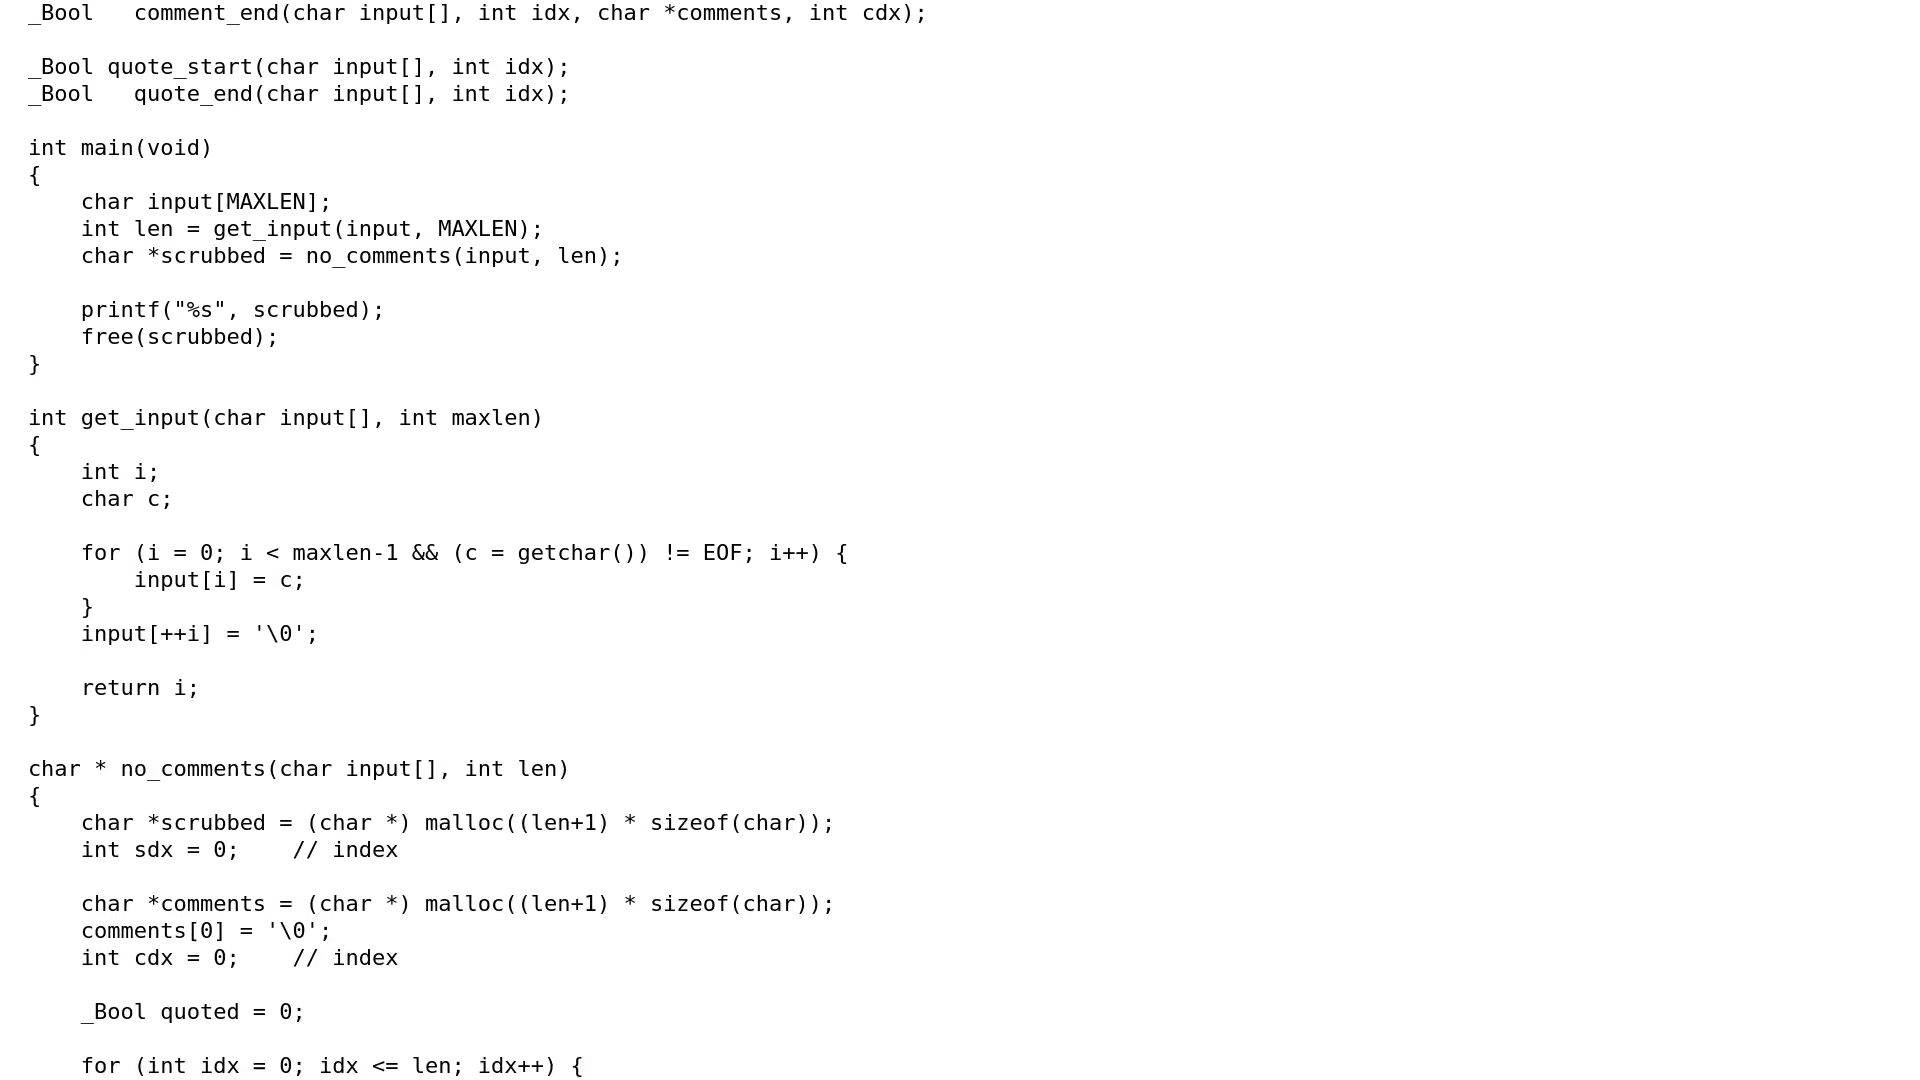 _Bool   comment_end(char input[], int idx, char *comments, int cdx);

_Bool quote_start(char input[], int idx);
_Bool   quote_end(char input[], int idx);

int main(void)
{
    char input[MAXLEN];
    int len = get_input(input, MAXLEN);
    char *scrubbed = no_comments(input, len);

    printf("%s", scrubbed);
    free(scrubbed);
}

int get_input(char input[], int maxlen)
{
    int i;
    char c;

    for (i = 0; i < maxlen-1 && (c = getchar()) != EOF; i++) {
        input[i] = c;
    }
    input[++i] = '\0';

    return i;
}

char * no_comments(char input[], int len)
{
    char *scrubbed = (char *) malloc((len+1) * sizeof(char));
    int sdx = 0;    // index

    char *comments = (char *) malloc((len+1) * sizeof(char));
    comments[0] = '\0';
    int cdx = 0;    // index

    _Bool quoted = 0;

    for (int idx = 0; idx <= len; idx++) {